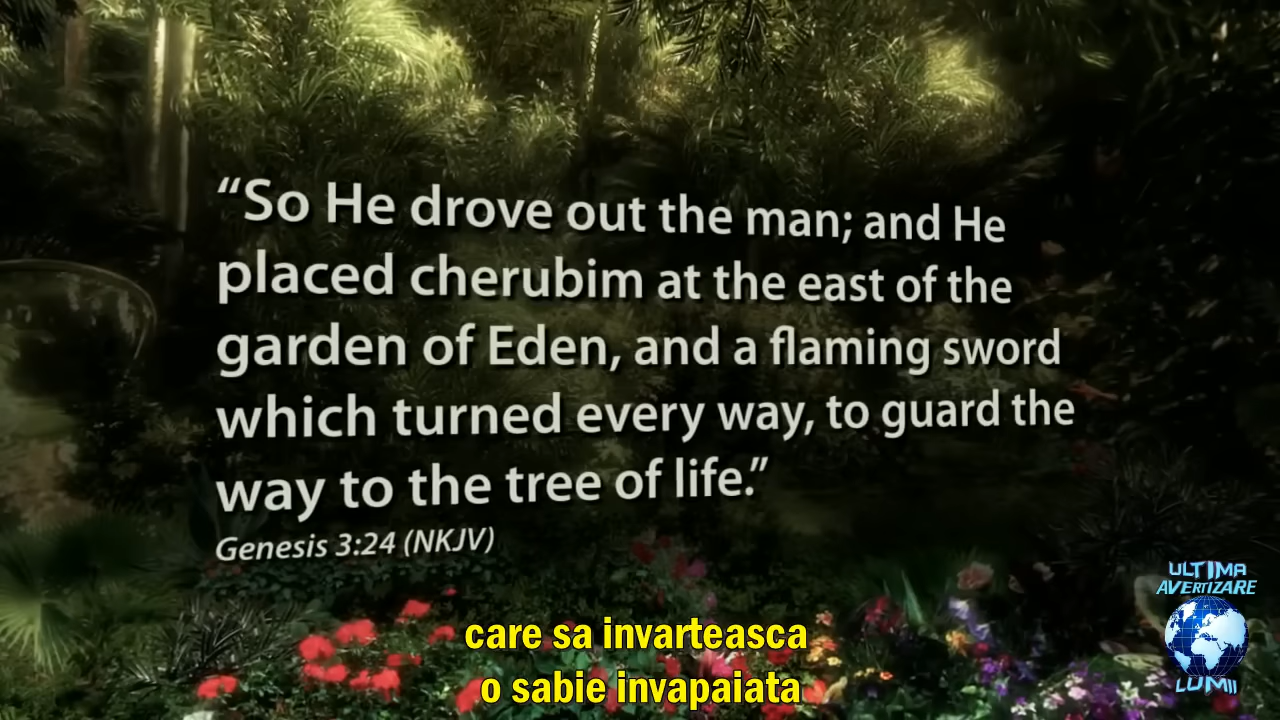 “So He drove out the man; and He
placed cherubim at the east of the
garden of Eden, and a flaming sword
which turned every way, to guard the
way to the tree of life.”
Genesis 3:24 (NKJV)
ULTIMA
AVERTIZARE
LUMII
care sa invarteasca
o sabie invapaiata